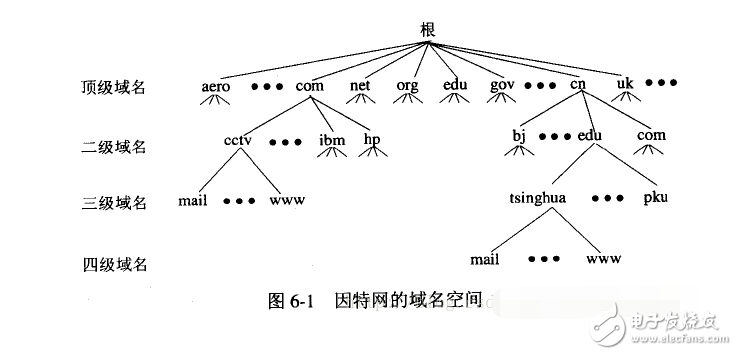 根
顶级域名 aero ●●● com net org edu gov ●●● cn uk ●●●
二级域名 cctv ●●● ibm hp bj ●●● edu com
三级域名 mail ●●● www tsinghua ●●● pku
四级域名 mail ●●● www
图 6-1 因特网的域名空间
电子发烧友
www.elecfans.com